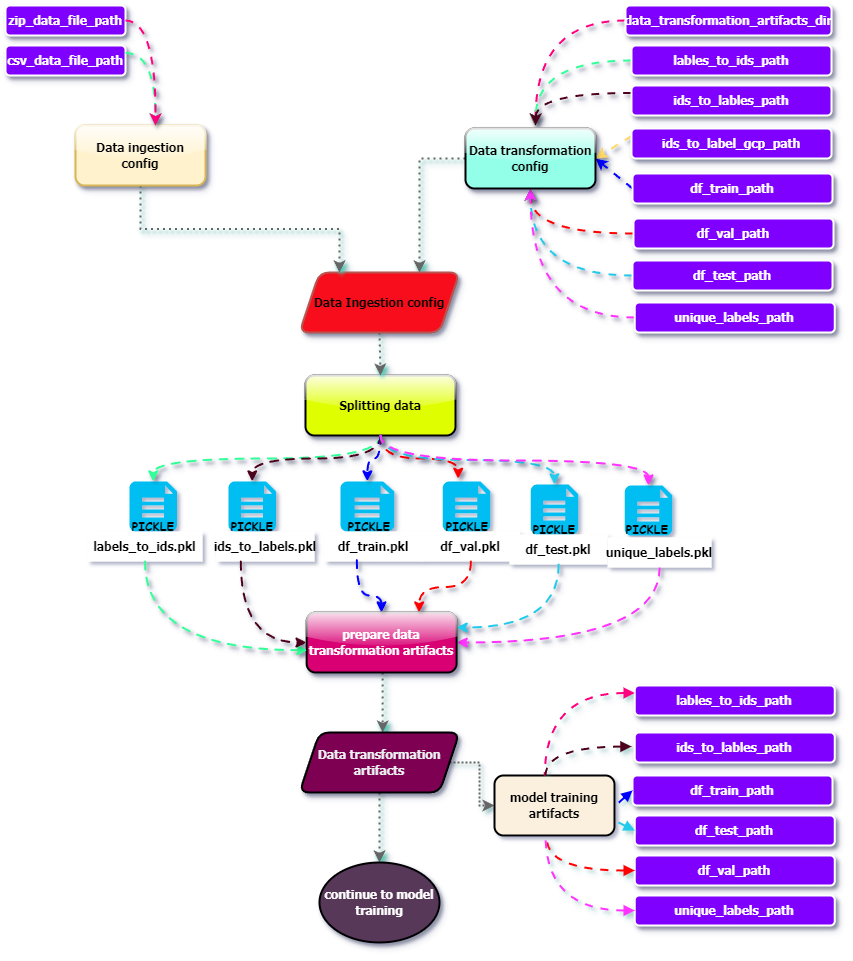 zip_data_file_path
csv_data_file_path
Data ingestion
config
data_transformation_artifacts_dir
lables_to_ids_path
ids_to_lables_path
ids_to_label_gcp_path
df_train_path
df_val_path
df_test_path
unique_labels_path
Data transformation
config
Data Ingestion config
Splitting data
PICKLE
labels_to_ids.pkl
PICKLE
ids_to_labels.pkl
PICKLE
df_train.pkl
PICKLE
df_val.pkl
PICKLE
df_test.pkl
PICKLE
unique_labels.pkl
prepare data
transformation artifacts
Data transformation
artifacts
model training
artifacts
lables_to_ids_path
ids_to_lables_path
df_train_path
df_test_path
df_val_path
unique_labels_path
continue to model
training